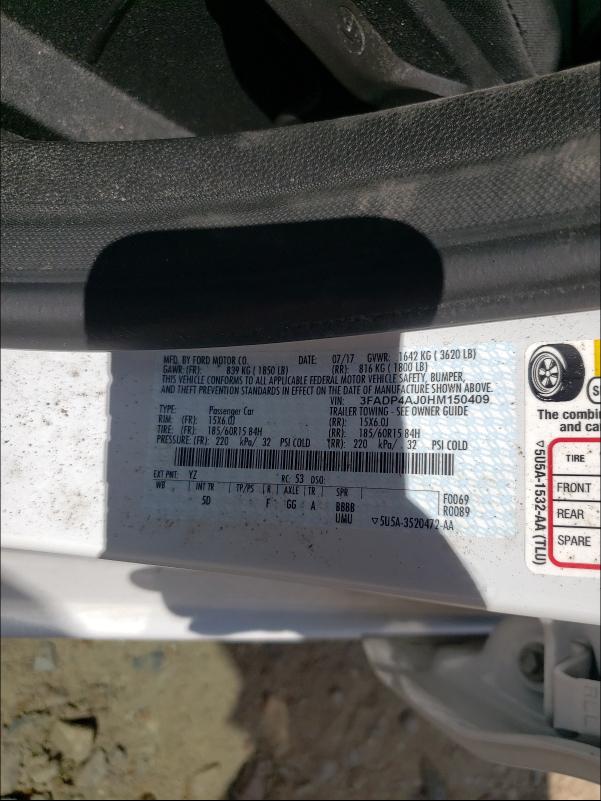 MFD. BY FORD MOTOR CO. DATE: 07/17 GVWR: 1642 KG ( 3620 LB)
GAWR: (FR): 839 KG ( 1850 LB) (RR): 816 KG ( 1800 LB)
THIS VEHICLE CONFORMS TO ALL APPLICABLE FEDERAL MOTOR VEHICLE SAFETY, BUMPER,
AND THEFT PREVENTION STANDARDS IN EFFECT ON THE DATE OF MANUFACTURE SHOWN ABOVE.
VIN: 3FADP4AJ0HM150409
TYPE: Passenger Car TRAILER TOWING - SEE OWNER GUIDE
RIM: (FR) 15X6.0J (RR): 15X6.0J
TIRE: (FR) 185/60R15 84H (RR): 185/60R15 84H
PRESSURE: (FR) 220 kPa/ 32 PSI COLD (RR): 220 kPa/ 32 PSI COLD
EXT PNT: YZ RC: 53 DSO:
WB INT TR TP/PS R AXLE TR SPR F0069
5D F GG A BBBB R0089
UMU ▽5U5A-3520472-AA
▽5U5A-1532-AA (TLU)
The combin
and ca
TIRE
FRONT
REAR
SPARE